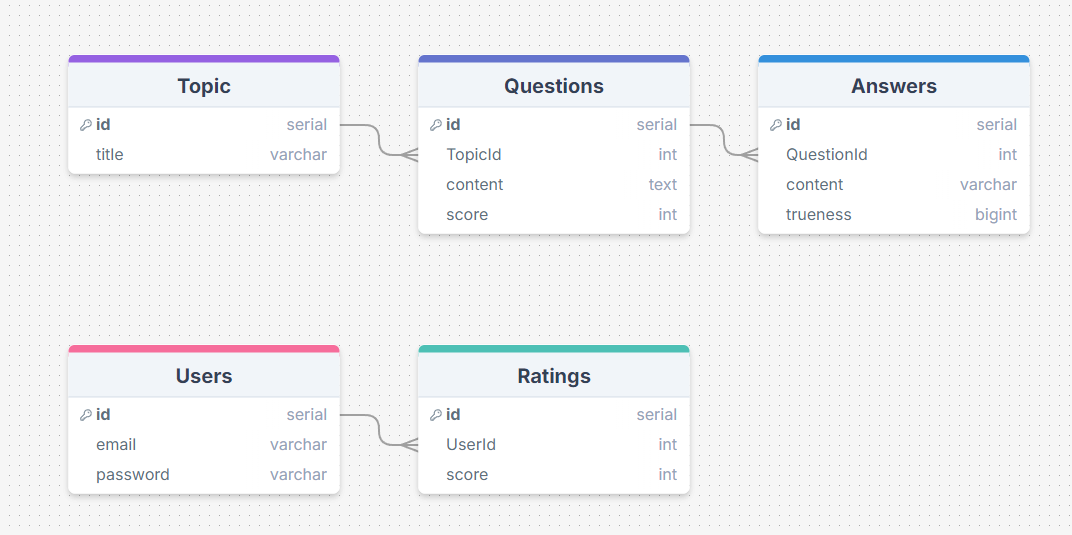 Topic
id serial
title varchar
Questions
id serial
TopicId int
content text
score int
Answers
id serial
QuestionId int
content varchar
trueness bigint
Users
id serial
email varchar
password varchar
Ratings
id serial
UserId int
score int